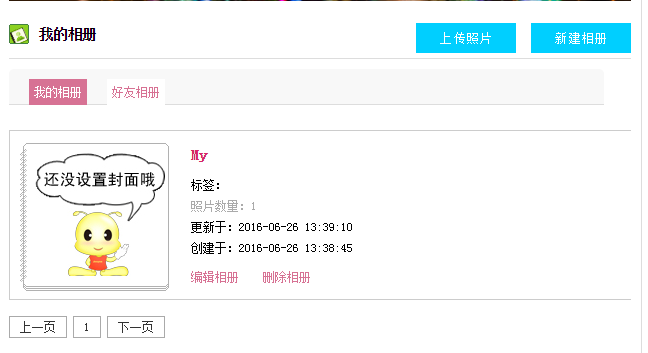 我的相册
上传照片
新建相册
我的相册
好友相册
还没设置封面哦
My
标签:
照片数量: 1
更新于: 2016-06-26 13:39:10
创建于: 2016-06-26 13:38:45
编辑相册
删除相册
上一页
1
下一页